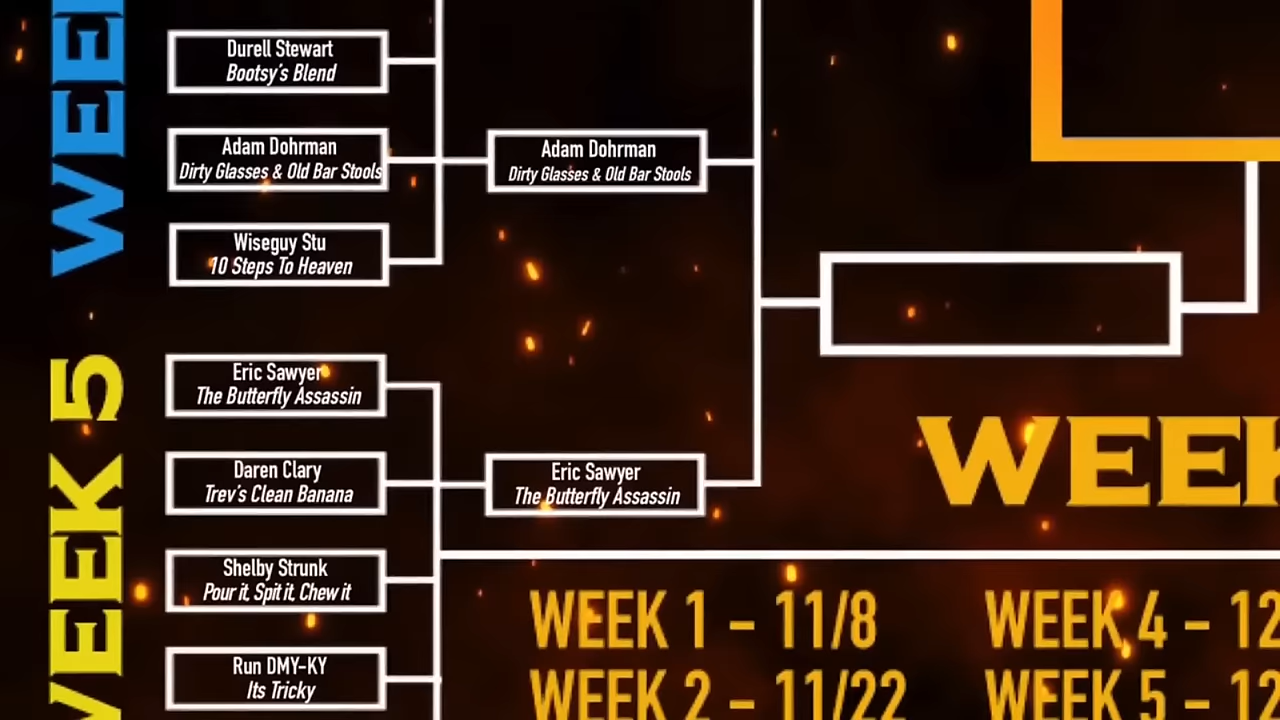 WEE
Durell Stewart
Bootsy's Blend
Adam Dohrman
Dirty Glasses & Old Bar Stools
Wiseguy Stu
10 Steps To Heaven
Adam Dohrman
Dirty Glasses & Old Bar Stools
WEEK 5
Eric Sawyer
The Butterfly Assassin
Daren Clary
Trev's Clean Banana
Shelby Strunk
Pour it, Spit it, Chew it
Run DMY-KY
Its Tricky
Eric Sawyer
The Butterfly Assassin
WEEK
WEEK 1 - 11/8
WEEK 2 - 11/22
WEEK 4 - 12
WEEK 5 - 12